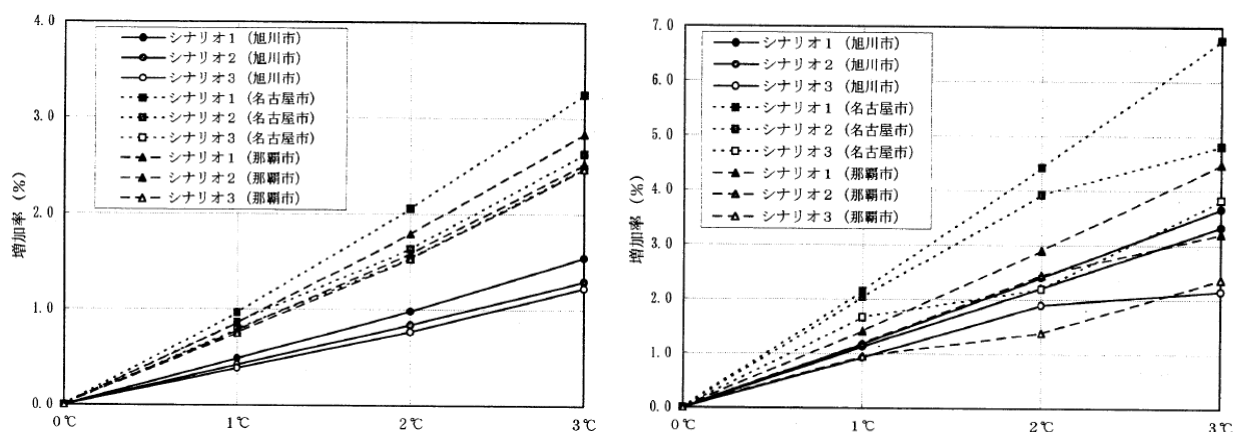 4.0
3.0
2.0
1.0
0.0
増加率 (%)
シナリオ1 (旭川市)
シナリオ2 (旭川市)
シナリオ3 (旭川市)
シナリオ1 (名古屋市)
シナリオ2 (名古屋市)
シナリオ3 (名古屋市)
シナリオ1 (那覇市)
シナリオ2 (那覇市)
シナリオ3 (那覇市)
0℃ 1℃ 2℃ 3℃
7.0
6.0
5.0
4.0
3.0
2.0
1.0
0.0
増加率 (%)
シナリオ1 (旭川市)
シナリオ2 (旭川市)
シナリオ3 (旭川市)
シナリオ1 (名古屋市)
シナリオ2 (名古屋市)
シナリオ3 (名古屋市)
シナリオ1 (那覇市)
シナリオ2 (那覇市)
シナリオ3 (那覇市)
0℃ 1℃ 2℃ 3℃